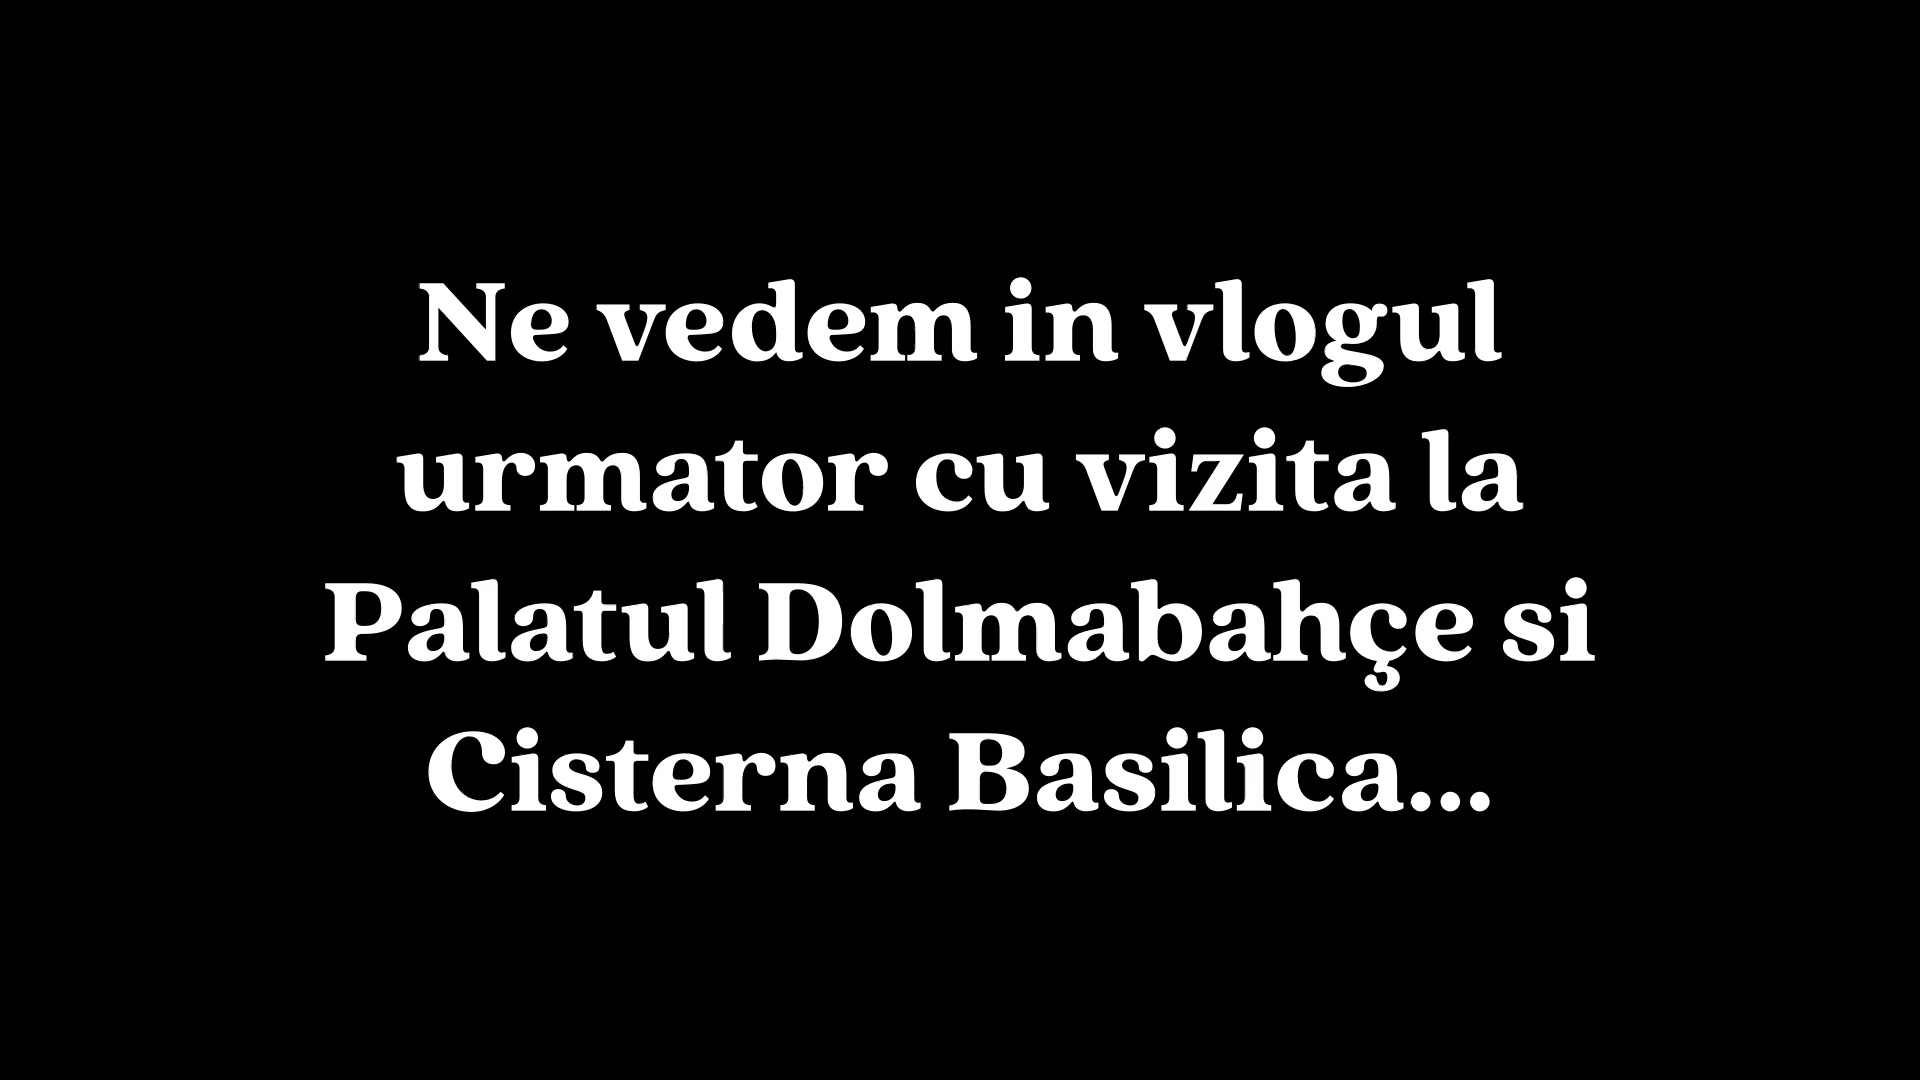 Ne vedem in vlogul
urmator cu vizita la
Palatul Dolmabahçe si
Cisterna Basilica...